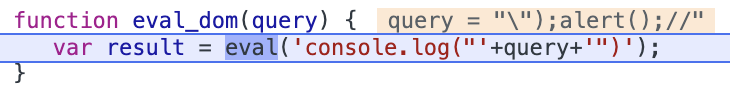 function eval_dom(query) {  query = "\");alert();//"
   var result = eval('console.log("'+query+'")');
}